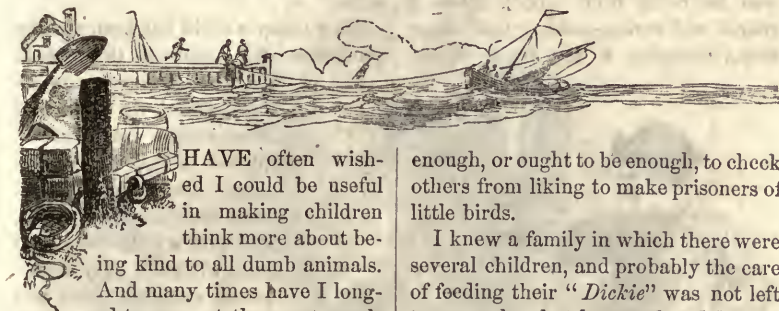 HAVE often wish-
ed I could be useful
in making children
think more about be-
ing kind to all dumb animals.
And many times have I long-
enough, or ought to be enough, to check
others from liking to make prisoners of
little birds.
I knew a family in which there were
several children, and probably the care
of feeding their "Dickie" was not left